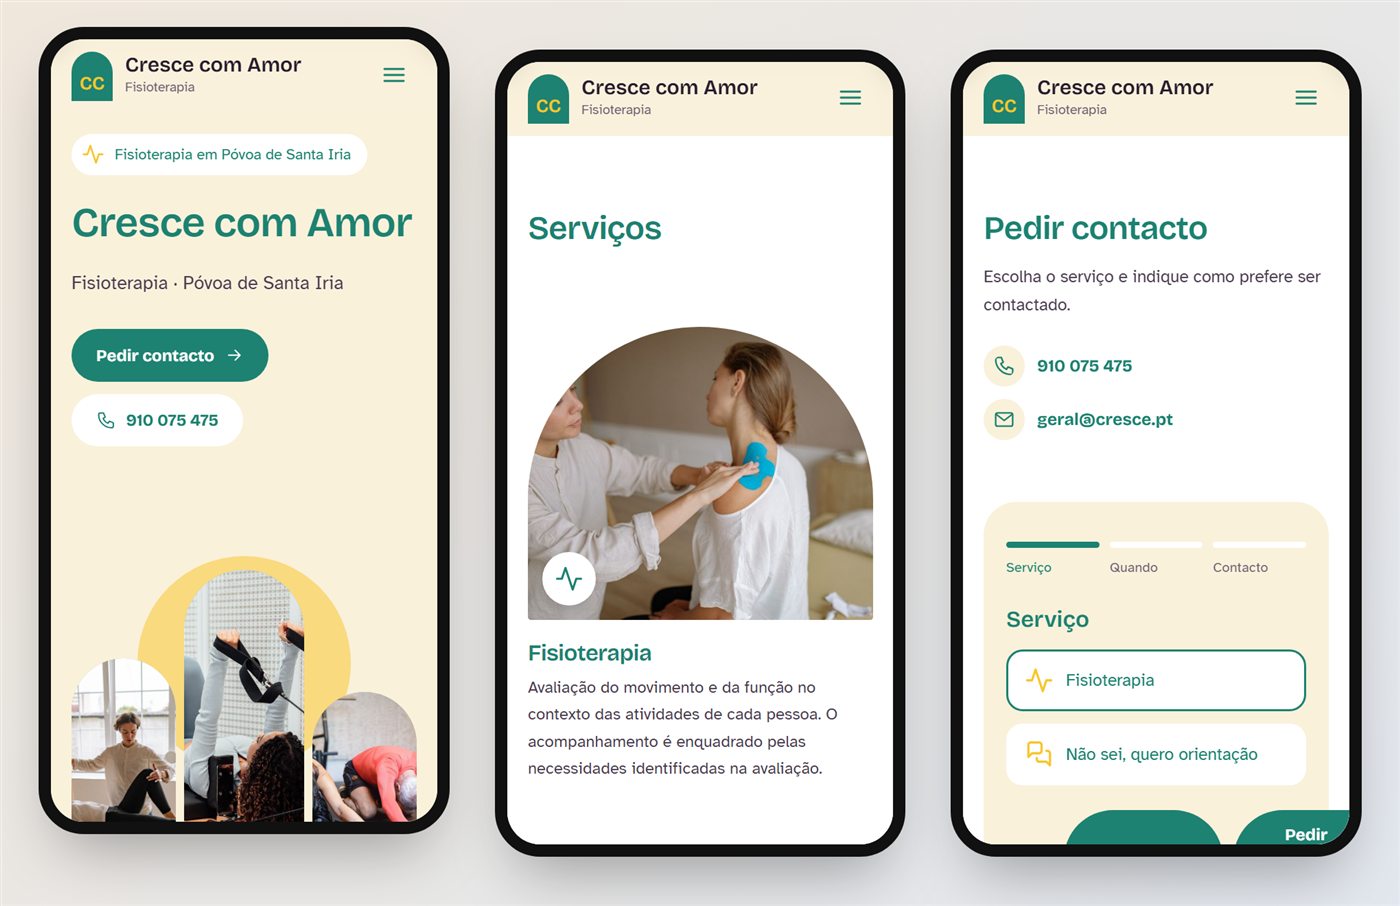 CC
Cresce com Amor
Fisioterapia
Fisioterapia em Póvoa de Santa Iria
Cresce com Amor
Fisioterapia · Póvoa de Santa Iria
Pedir contacto
910 075 475
CC
Cresce com Amor
Fisioterapia
Serviços
Fisioterapia
Avaliação do movimento e da função no
contexto das atividades de cada pessoa. O
acompanhamento é enquadrado pelas
necessidades identificadas na avaliação.
CC
Cresce com Amor
Fisioterapia
Pedir contacto
Escolha o serviço e indique como prefere ser
contactado.
910 075 475
geral@cresce.pt
Serviço
Quando
Contacto
Serviço
Fisioterapia
Não sei, quero orientação
Pedir